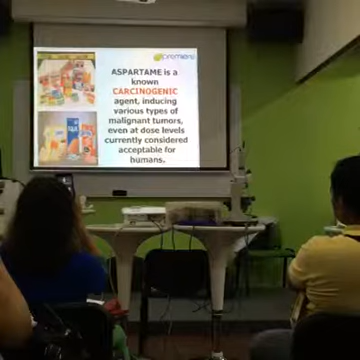 premiere
ASPARTAME is a
known
CARCINOGENIC
agent, inducing
various types of
malignant tumors,
even at dose levels
currently considered
acceptable for
humans.